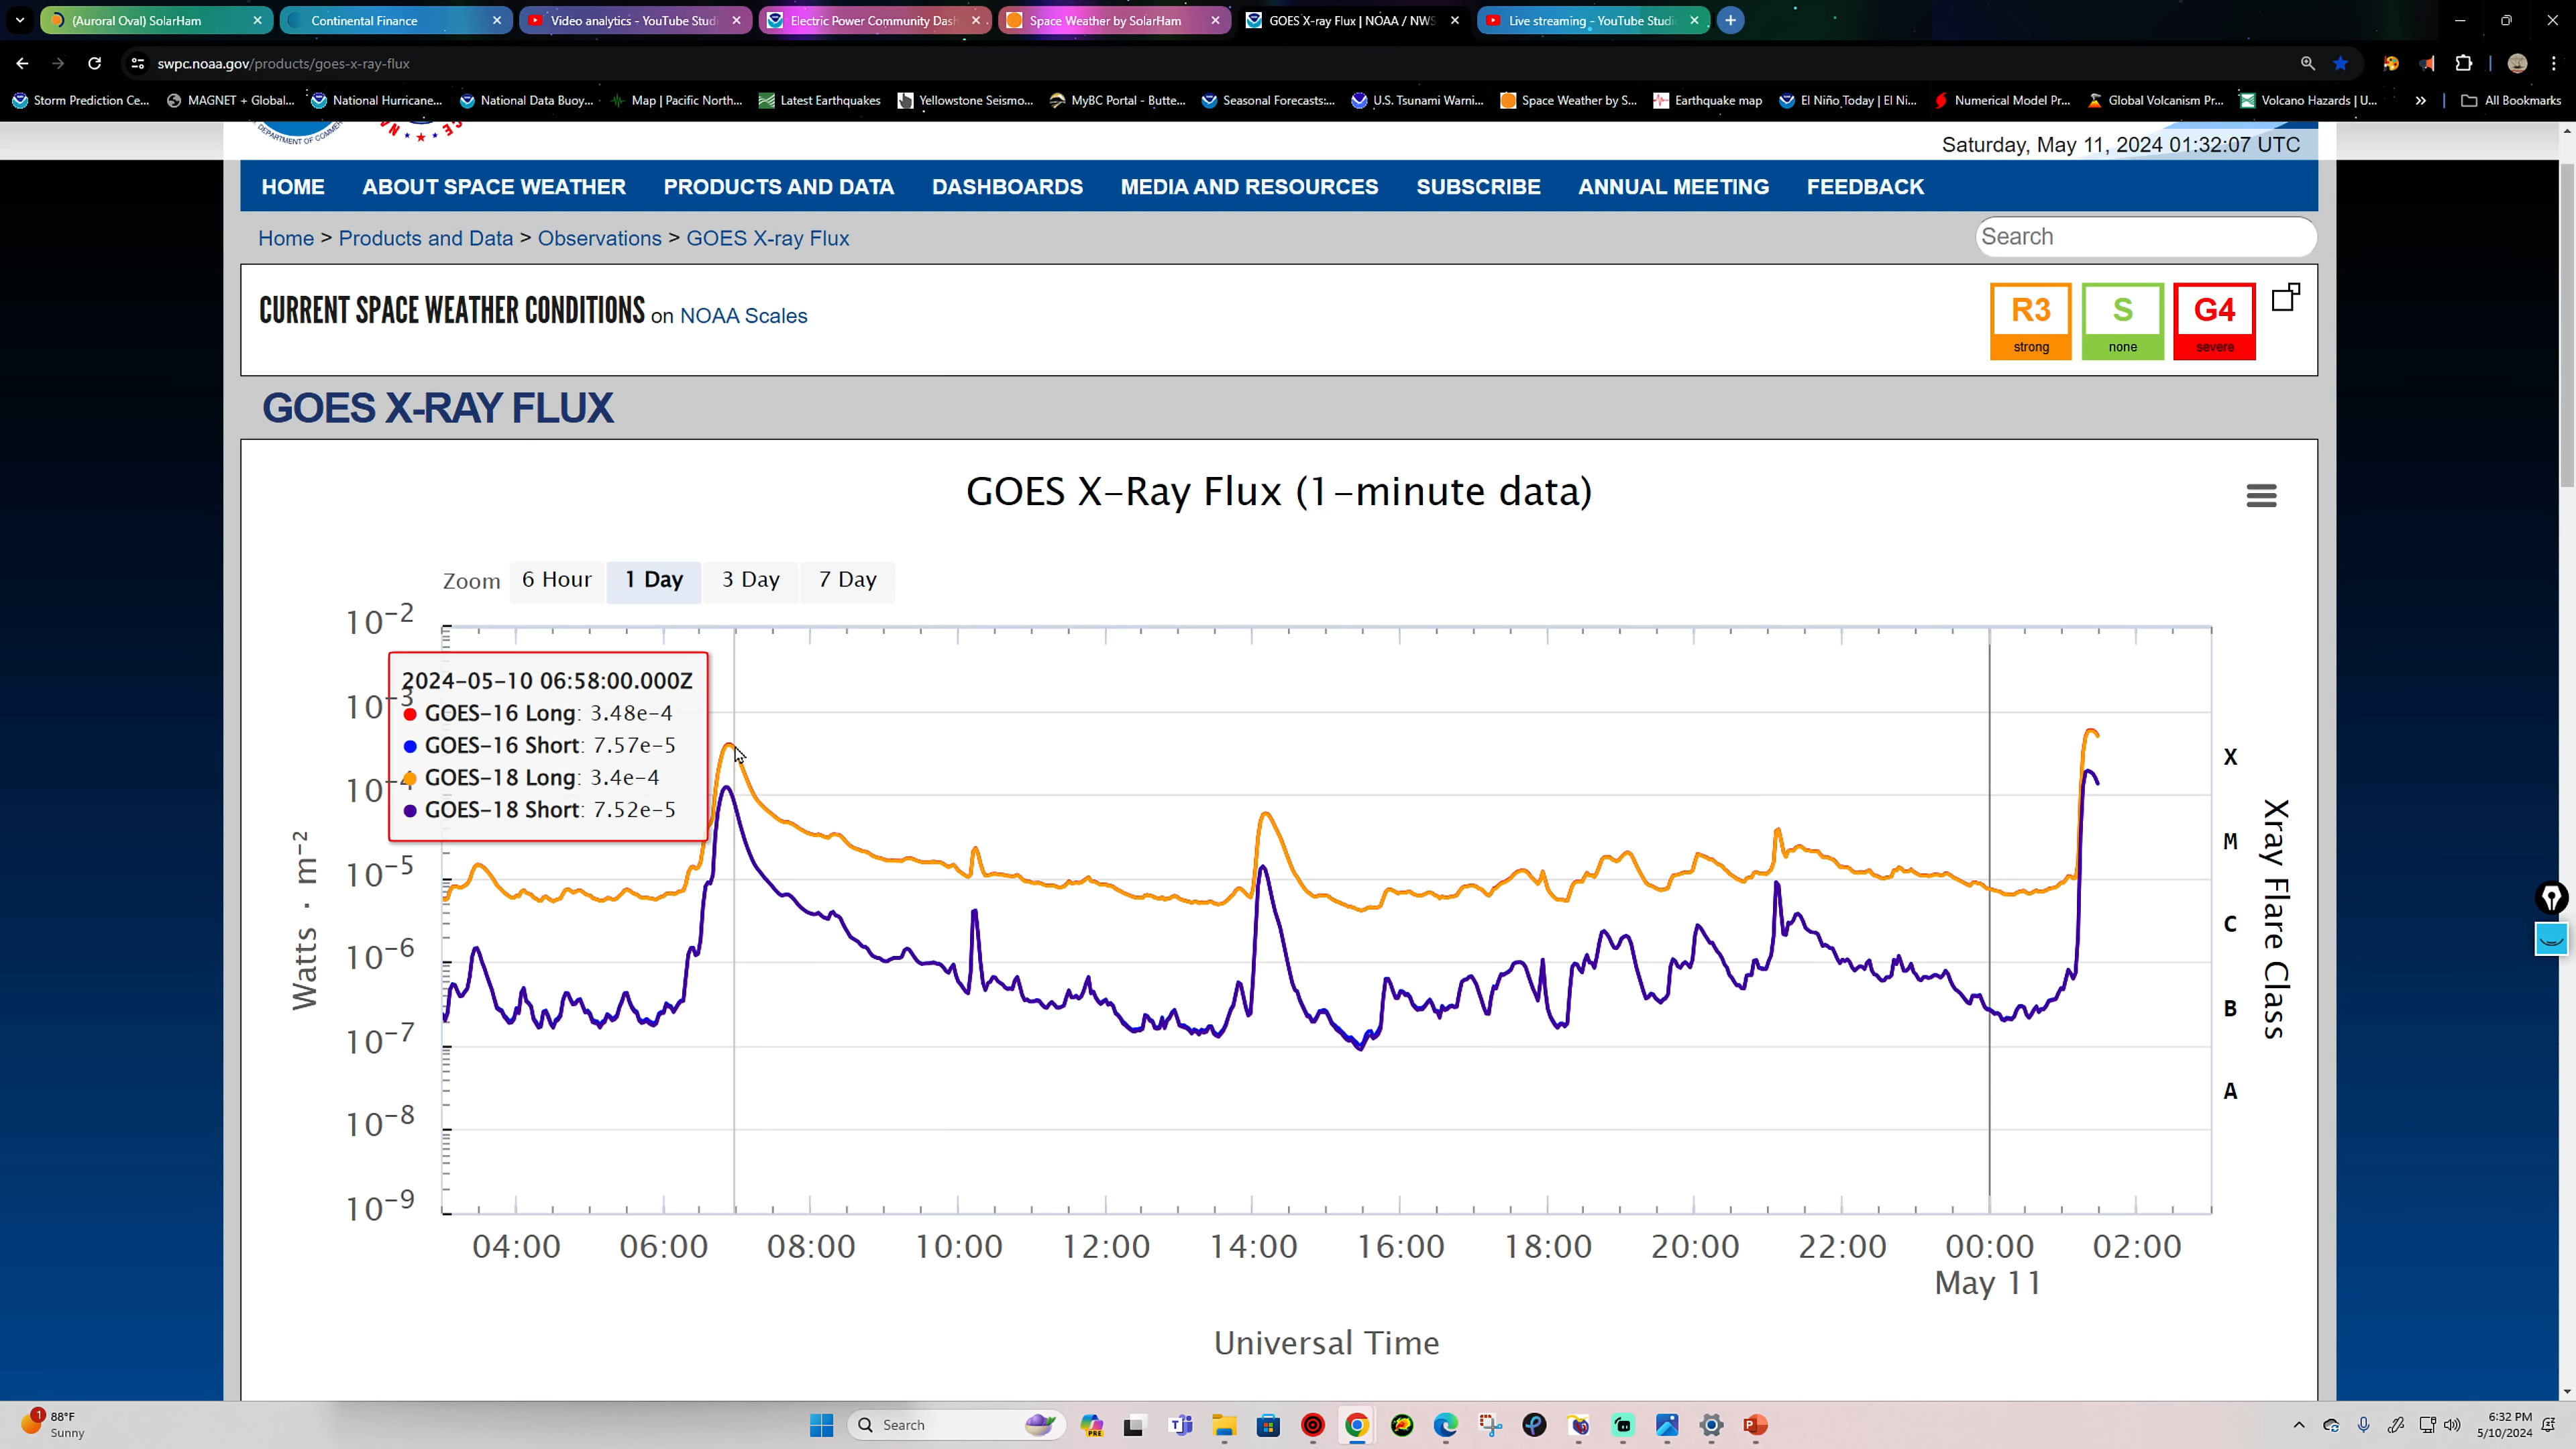 (Auroral Oval) SolarHam
Continental Finance
Video analytics - YouTube Studi
Electric Power Community Dash
Space Weather by SolarHam
GOES X-ray Flux | NOAA / NWS
Live streaming - YouTube Studi
swpc.noaa.gov/products/goes-x-ray-flux
Storm Prediction Ce...
MAGNET + Global...
National Hurricane...
National Data Buoy...
Map | Pacific North...
Latest Earthquakes
Yellowstone Seismo...
MyBC Portal - Butte...
Seasonal Forecasts:...
U.S. Tsunami Warni...
Space Weather by S...
Earthquake map
El Niño Today | El Ni...
Numerical Model Pr...
Global Volcanism Pr...
Volcano Hazards | U...
All Bookmarks
DEPARTMENT OF COMMER
Saturday, May 11, 2024 01:32:07 UTC
HOME ABOUT SPACE WEATHER PRODUCTS AND DATA DASHBOARDS MEDIA AND RESOURCES SUBSCRIBE ANNUAL MEETING FEEDBACK
Home > Products and Data > Observations > GOES X-ray Flux
Search
CURRENT SPACE WEATHER CONDITIONS on NOAA Scales
R3 S G4
strong none severe
GOES X-RAY FLUX
GOES X-Ray Flux (1-minute data)
Zoom 6 Hour 1 Day 3 Day 7 Day
10⁻²
10⁻³
10⁻⁴
10⁻⁵
10⁻⁶
10⁻⁷
10⁻⁸
10⁻⁹
Watts · m⁻²
2024-05-10 06:58:00.000Z
GOES-16 Long: 3.48e-4
GOES-16 Short: 7.57e-5
GOES-18 Long: 3.4e-4
GOES-18 Short: 7.52e-5
X
M
C
B
A
Xray Flare Class
04:00 06:00 08:00 10:00 12:00 14:00 16:00 18:00 20:00 22:00 00:00 02:00
May 11
Universal Time
1
88°F
Sunny
Search
PRE
6:32 PM
5/10/2024